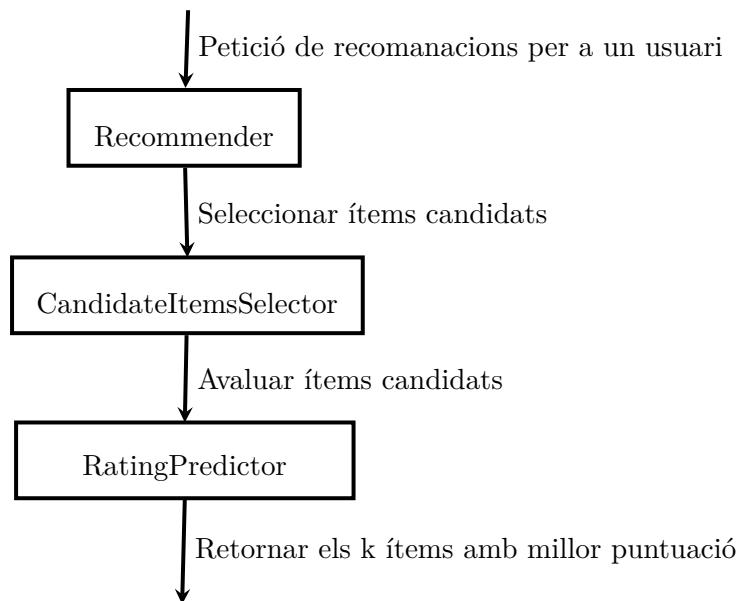 Petició de recomanacions per a un usuari
Recommender
Seleccionar ítems candidats
CandidateItemsSelector
Avaluar ítems candidats
RatingPredictor
Retornar els k ítems amb millor puntuació